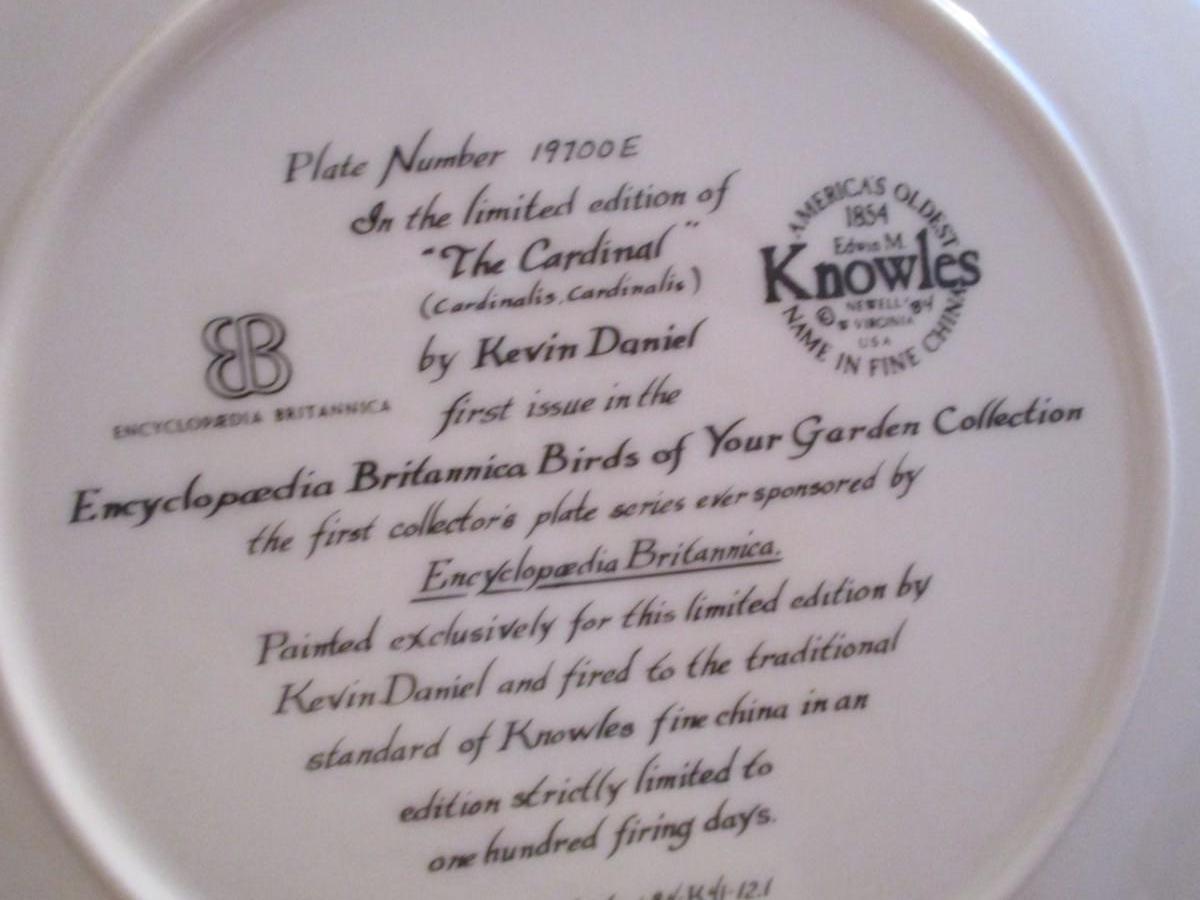 Plate Number 19700E
In the limited edition of
"The Cardinal"
(Cardinalis.Cardinalis)
by Kevin Daniel
first issue in the
Encyclopædia Britannica Birds of Your Garden Collection
the first collector's plate series ever sponsored by
Encyclopædia Britannica.
Painted exclusively for this limited edition by
Kevin Daniel and fired to the traditional
standard of Knowles fine china in an
edition strictly limited to
one hundred firing days.
ENCYCLOPÆDIA BRITANNICA
AMERICA'S OLDEST
1854
Edwin M.
Knowles
© NEWELL '84
W VIRGINIA
USA
NAME IN FINE CHINA